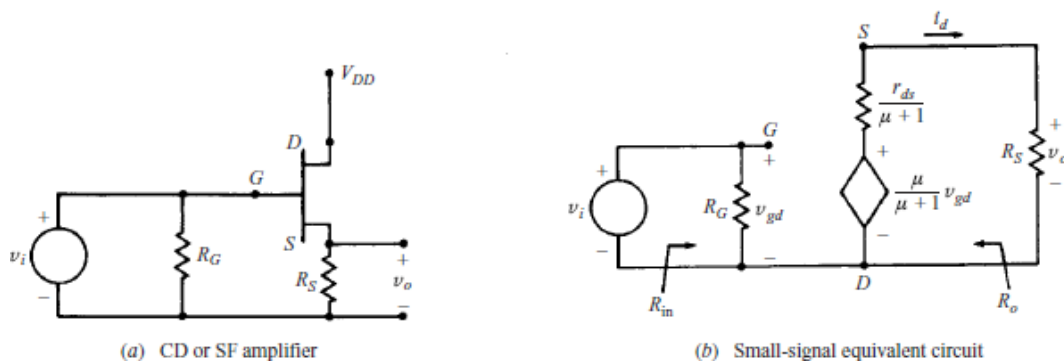 V_DD
D
G
S
+
v_i
−
R_G
R_S
+
v_o
−
(a) CD or SF amplifier
S
i_d
r_ds
μ + 1
+
μ
μ + 1
v_gd
−
G
+
v_i
−
+
R_G
v_gd
−
R_in
D
R_o
R_S
+
−
(b) Small-signal equivalent circuit